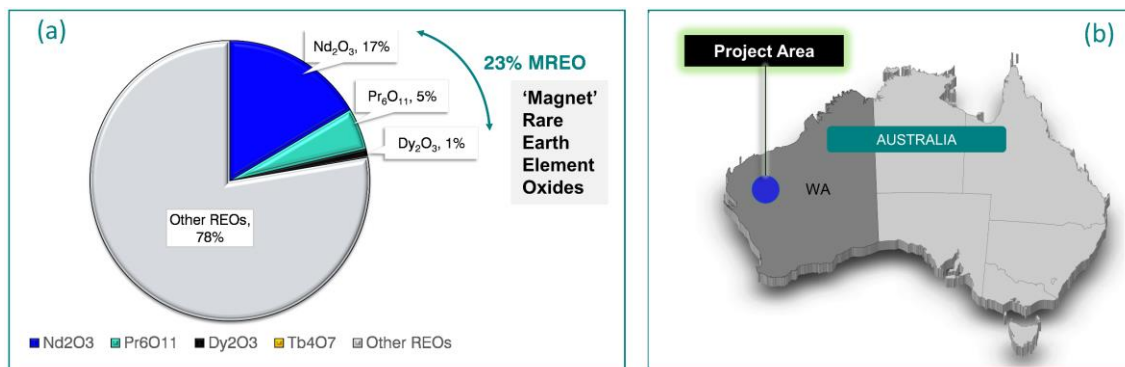 (a)
Nd₂O₃, 17%
Pr₆O₁₁, 5%
Dy₂O₃, 1%
Other REOs,
78%
23% MREO
‘Magnet’
Rare
Earth
Element
Oxides
Nd2O3 Pr6O11 Dy2O3 Tb4O7 Other REOs
(b)
Project Area
AUSTRALIA
WA